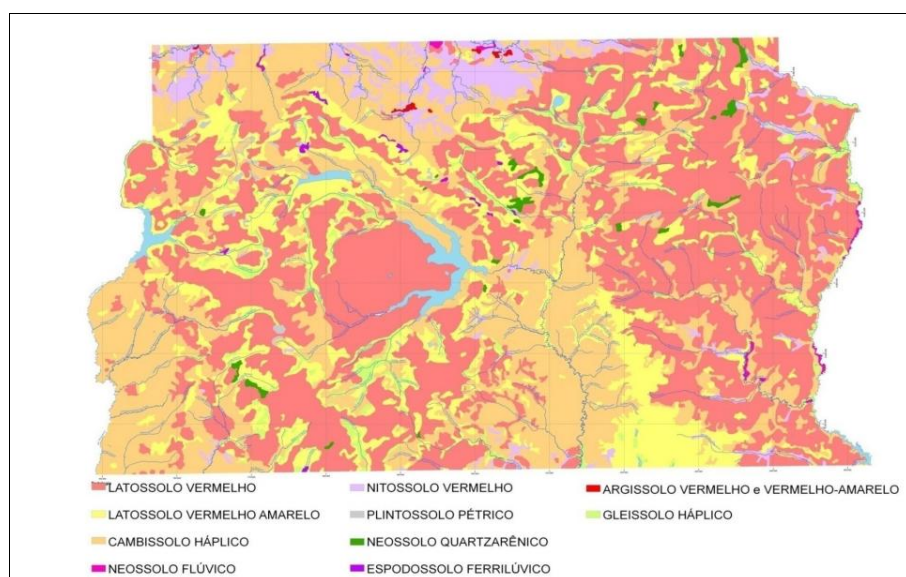 LATOSSOLO VERMELHO
LATOSSOLO VERMELHO AMARELO
CAMBISSOLO HÁPLICO
NEOSSOLO FLÚVICO
NITOSSOLO VERMELHO
PLINTOSSOLO PÉTRICO
NEOSSOLO QUARTZARÊNICO
ESPODOSSOLO FERRILÚVICO
ARGISSOLO VERMELHO e VERMELHO-AMARELO
GLEISSOLO HÁPLICO